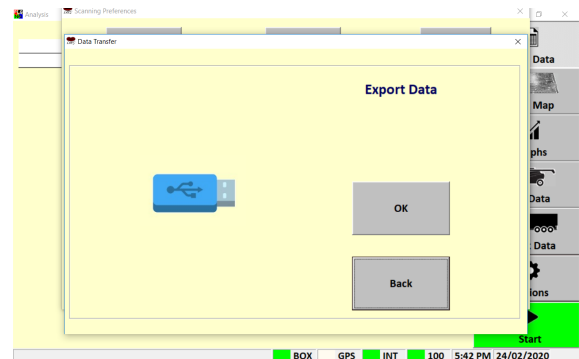 Analysis
Scanning Preferences
Data Transfer
Data
Export Data
Map
phs
OK
Data
Data
Back
ions
Start
BOX GPS INT 100 5:42 PM 24/02/2020